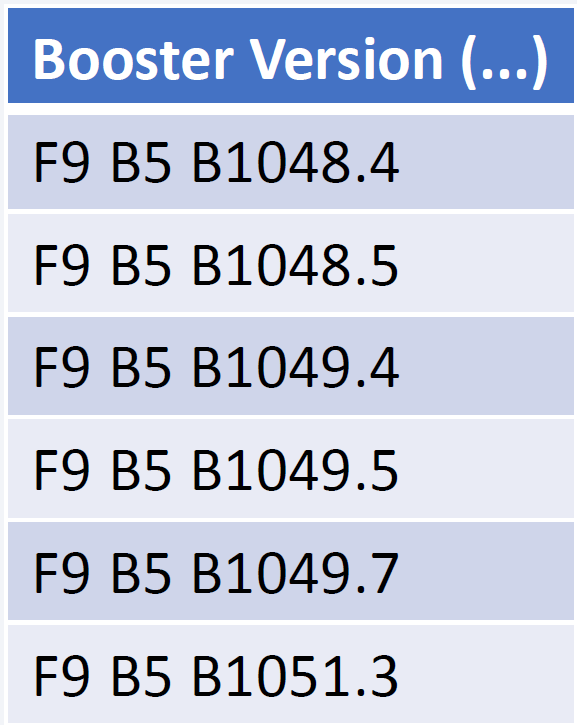 Booster Version (...)
F9 B5 B1048.4
F9 B5 B1048.5
F9 B5 B1049.4
F9 B5 B1049.5
F9 B5 B1049.7
F9 B5 B1051.3